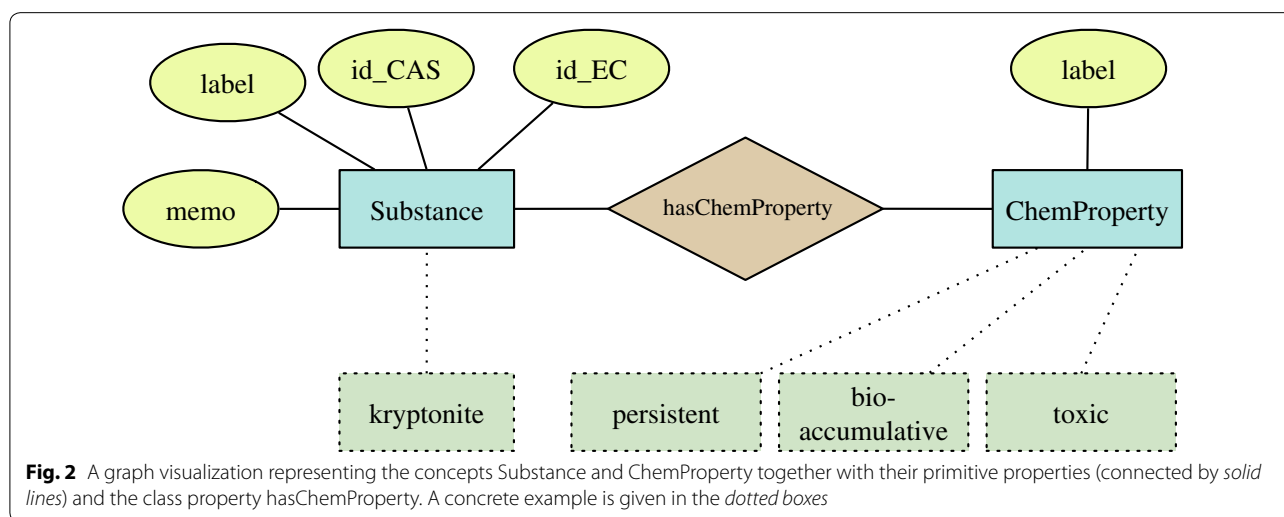 label
id_CAS
id_EC
label
memo
Substance
hasChemProperty
ChemProperty
kryptonite
persistent
bio-
accumulative
toxic
Fig. 2 A graph visualization representing the concepts Substance and ChemProperty together with their primitive properties (connected by solid
lines) and the class property hasChemProperty. A concrete example is given in the dotted boxes